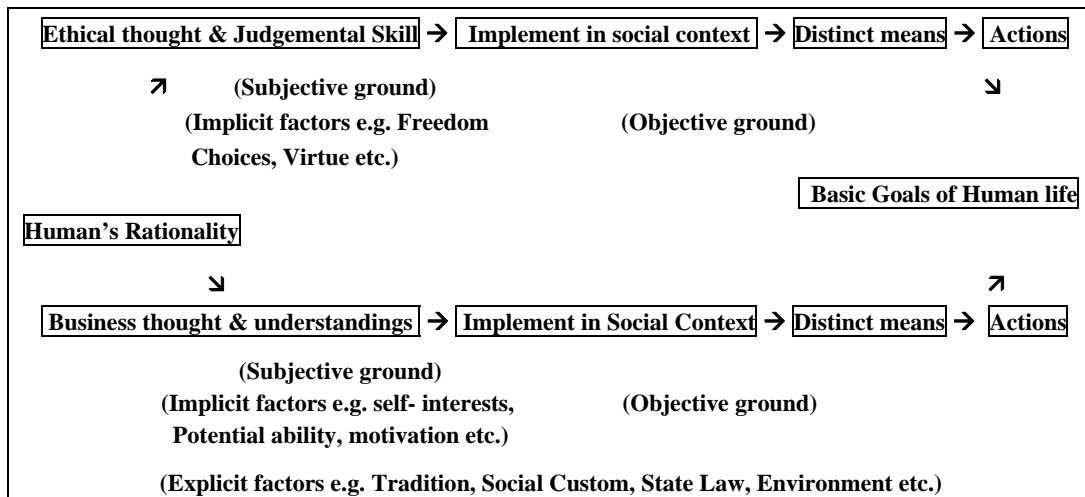 Ethical thought & Judgemental Skill → Implement in social context → Distinct means → Actions
↗ (Subjective ground) ↘
(Implicit factors e.g. Freedom (Objective ground)
Choices, Virtue etc.)
Basic Goals of Human life
Human's Rationality
↘ ↗
Business thought & understandings → Implement in Social Context → Distinct means → Actions
(Subjective ground)
(Implicit factors e.g. self- interests, (Objective ground)
Potential ability, motivation etc.)
(Explicit factors e.g. Tradition, Social Custom, State Law, Environment etc.)